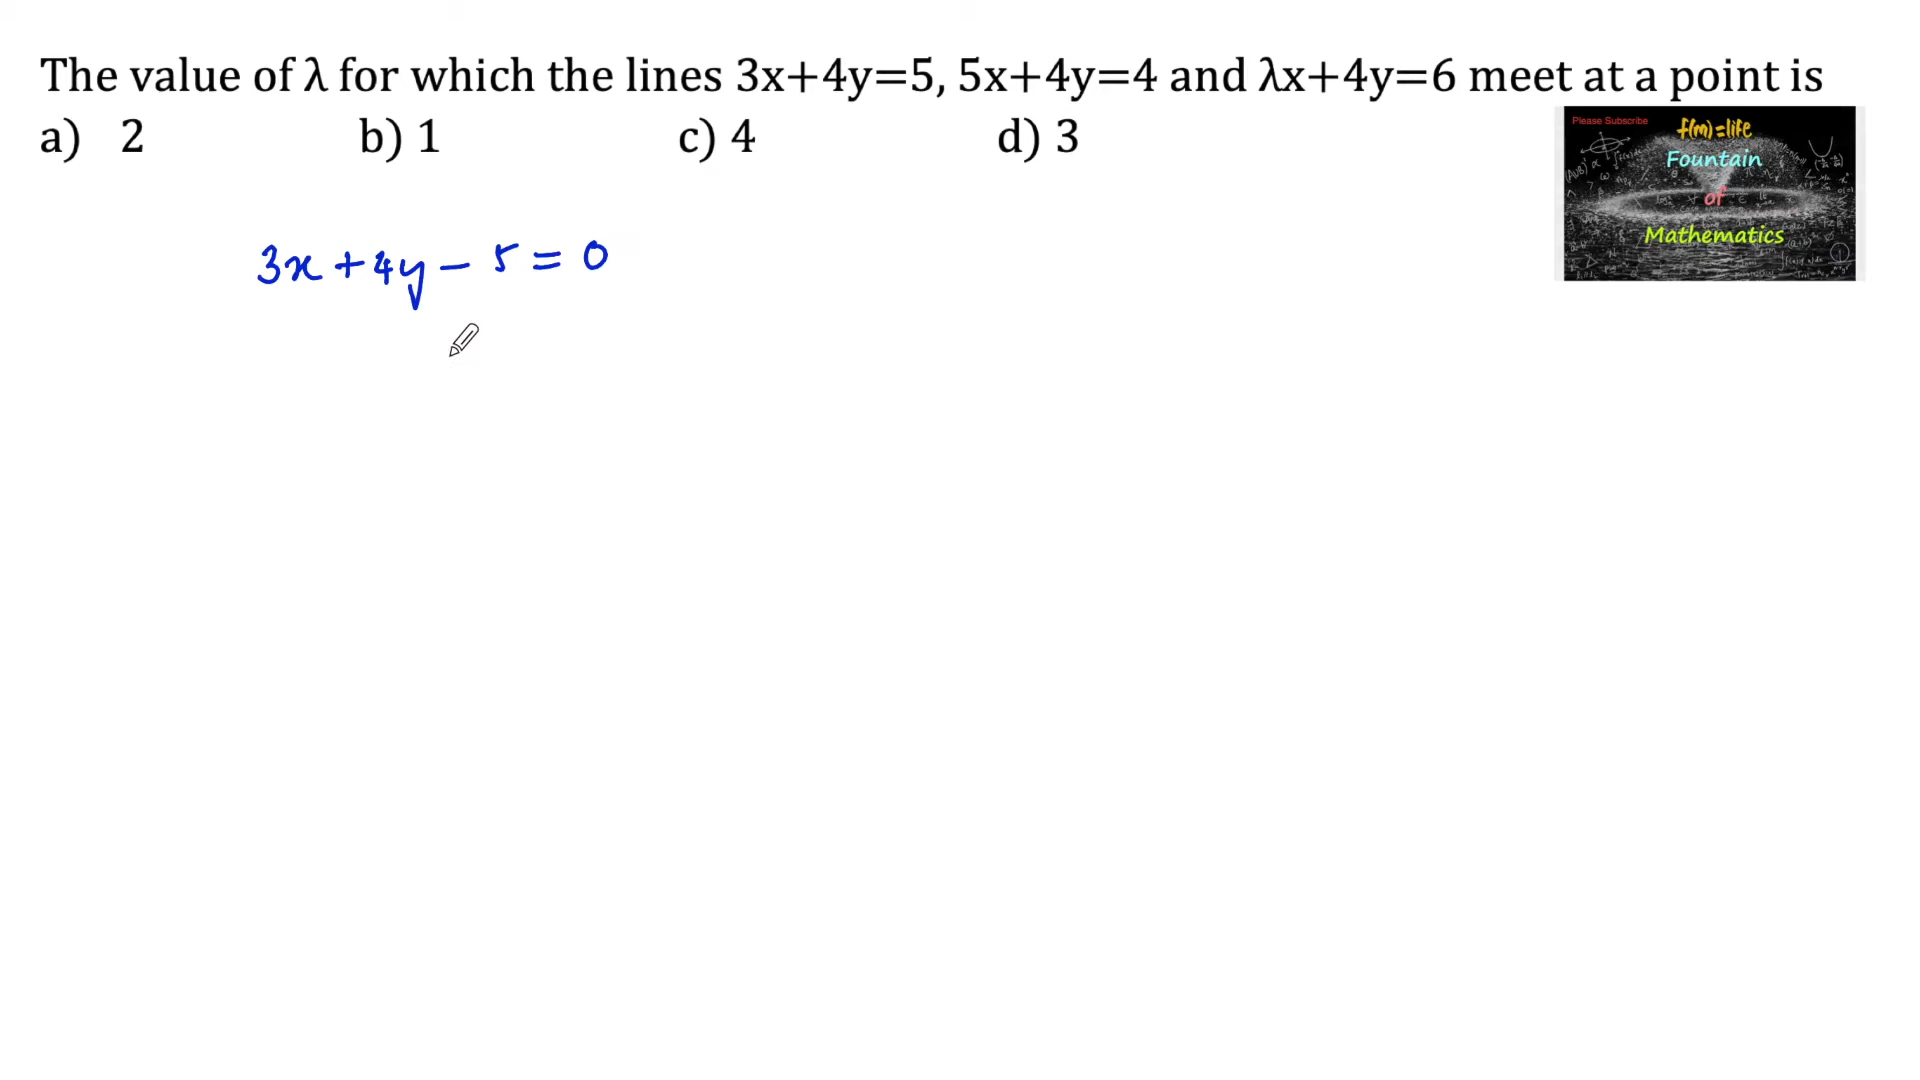 The value of λ for which the lines 3x+4y=5, 5x+4y=4 and λx+4y=6 meet at a point is
a) 2 b) 1 c) 4 d) 3
Please Subscribe
f(m)=life
Fountain
of
Mathematics
3x+4y-5=0